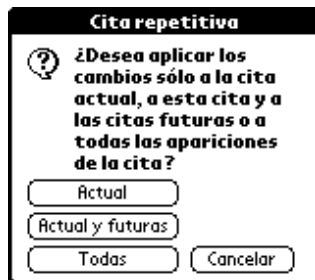 Cita repetitiva
¿Desea aplicar los
cambios sólo a la cita
actual, a esta cita y a
las citas futuras o a
todas las apariciones
de la cita?
Actual
Actual y futuras
Todas
Cancelar